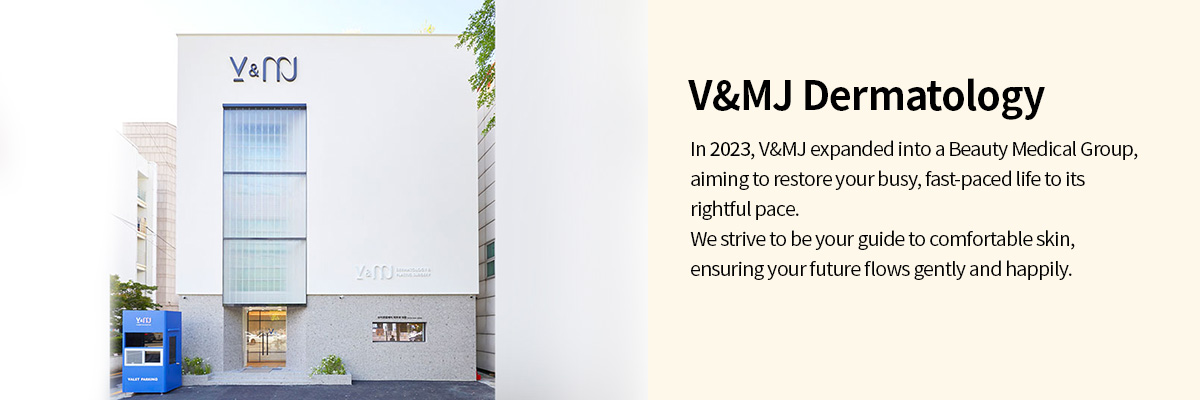 V&MJ
V&MJ
V&MJ
VALET PARKING
V&MJ Dermatology
In 2023, V&MJ expanded into a Beauty Medical Group,
aiming to restore your busy, fast-paced life to its
rightful pace.
We strive to be your guide to comfortable skin,
ensuring your future flows gently and happily.